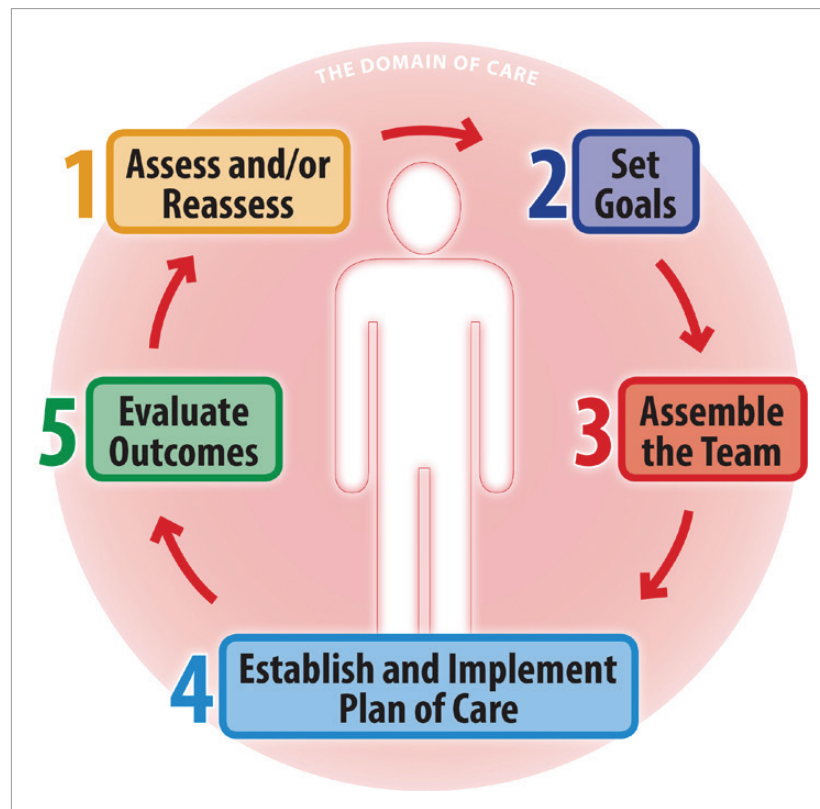 THE DOMAIN OF CARE
1
Assess and/or
Reassess
2
Set
Goals
3
Assemble
the Team
4
Establish and Implement
Plan of Care
5
Evaluate
Outcomes